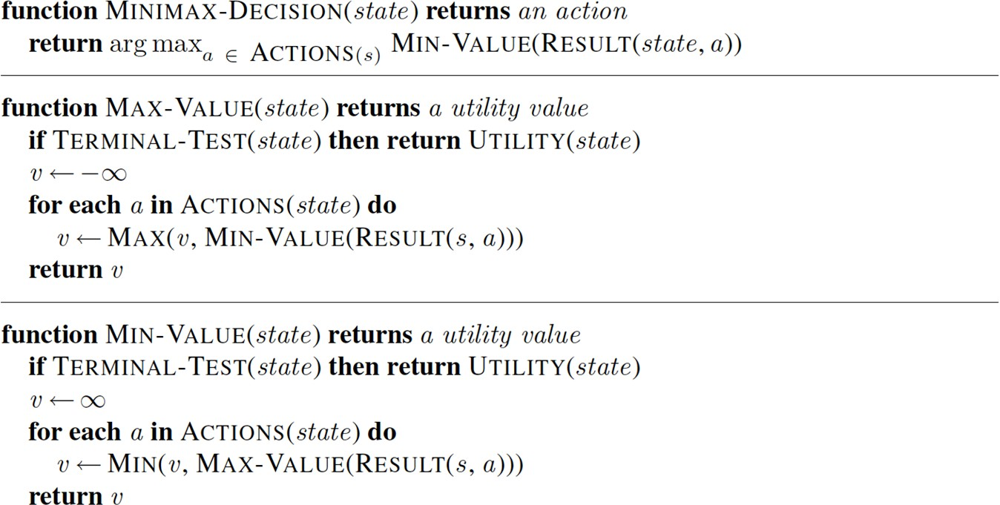 function MINIMAX-DECISION(state) returns an action
return arg max a ∈ ACTIONS(s) MIN-VALUE(RESULT(state, a))
function MAX-VALUE(state) returns a utility value
if TERMINAL-TEST(state) then return UTILITY(state)
v ← −∞
for each a in ACTIONS(state) do
v ← MAX(v, MIN-VALUE(RESULT(s, a)))
return v
function MIN-VALUE(state) returns a utility value
if TERMINAL-TEST(state) then return UTILITY(state)
v ← ∞
for each a in ACTIONS(state) do
v ← MIN(v, MAX-VALUE(RESULT(s, a)))
return v